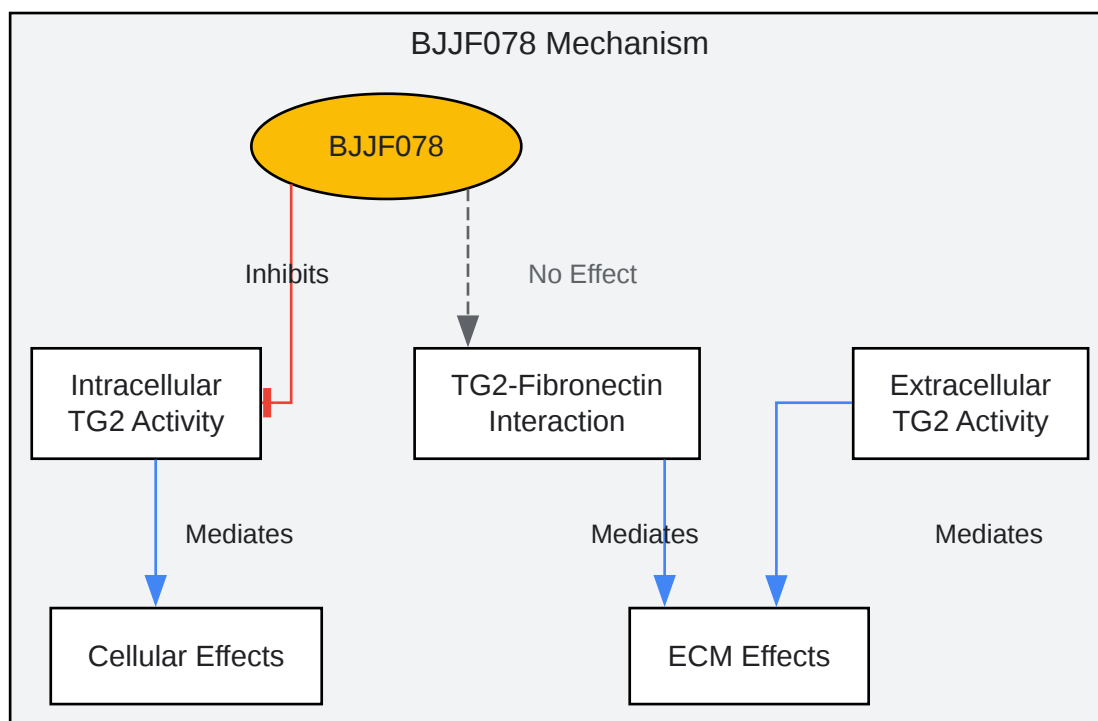 BJJF078 Mechanism
BJJF078
Inhibits
No Effect
Intracellular
TG2 Activity
TG2-Fibronectin
Interaction
Extracellular
TG2 Activity
Mediates
Mediates
Mediates
Cellular Effects
ECM Effects